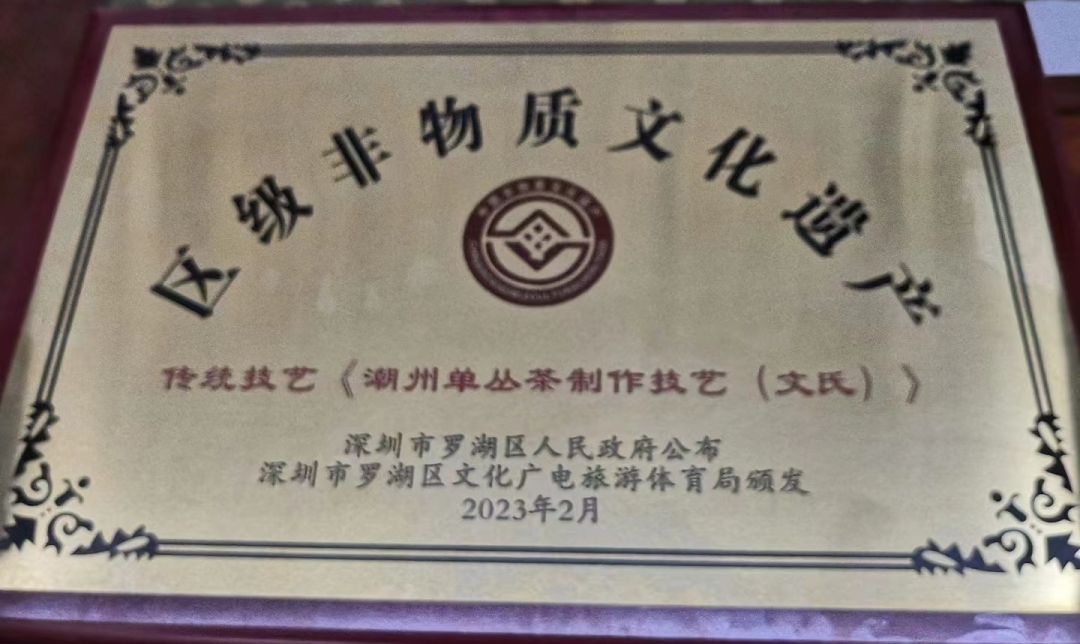 区级非物质文化遗产
传统技艺《潮州单丛茶制作技艺（文氏）》
深圳市罗湖区人民政府公布
深圳市罗湖区文化广电旅游体育局颁发
2023年2月